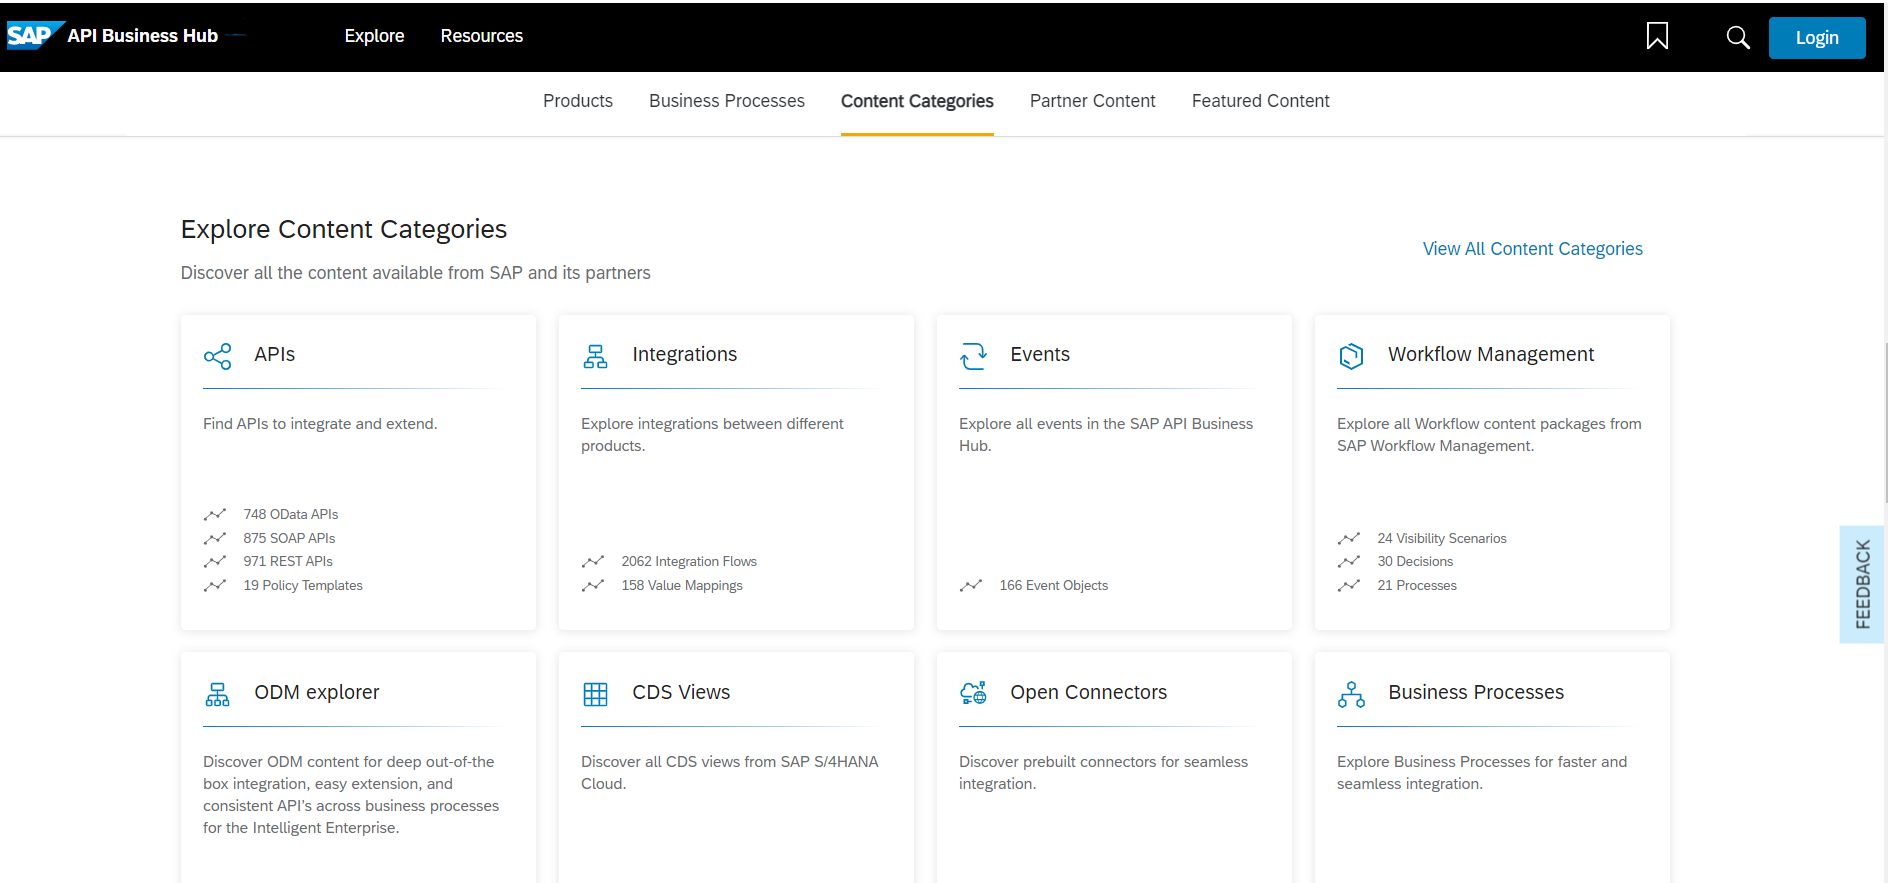 SAP API Business Hub
Explore
Resources
Login
Products
Business Processes
Content Categories
Partner Content
Featured Content
Explore Content Categories
View All Content Categories
Discover all the content available from SAP and its partners
APIs
Find APIs to integrate and extend.
748 OData APIs
875 SOAP APIs
971 REST APIs
19 Policy Templates
Integrations
Explore integrations between different
products.
2062 Integration Flows
158 Value Mappings
Events
Explore all events in the SAP API Business
Hub.
166 Event Objects
Workflow Management
Explore all Workflow content packages from
SAP Workflow Management.
24 Visibility Scenarios
30 Decisions
21 Processes
FEEDBACK
ODM explorer
Discover ODM content for deep out-of-the
box integration, easy extension, and
consistent API's across business processes
for the Intelligent Enterprise.
CDS Views
Discover all CDS views from SAP S/4HANA
Cloud.
Open Connectors
Discover prebuilt connectors for seamless
integration.
Business Processes
Explore Business Processes for faster and
seamless integration.